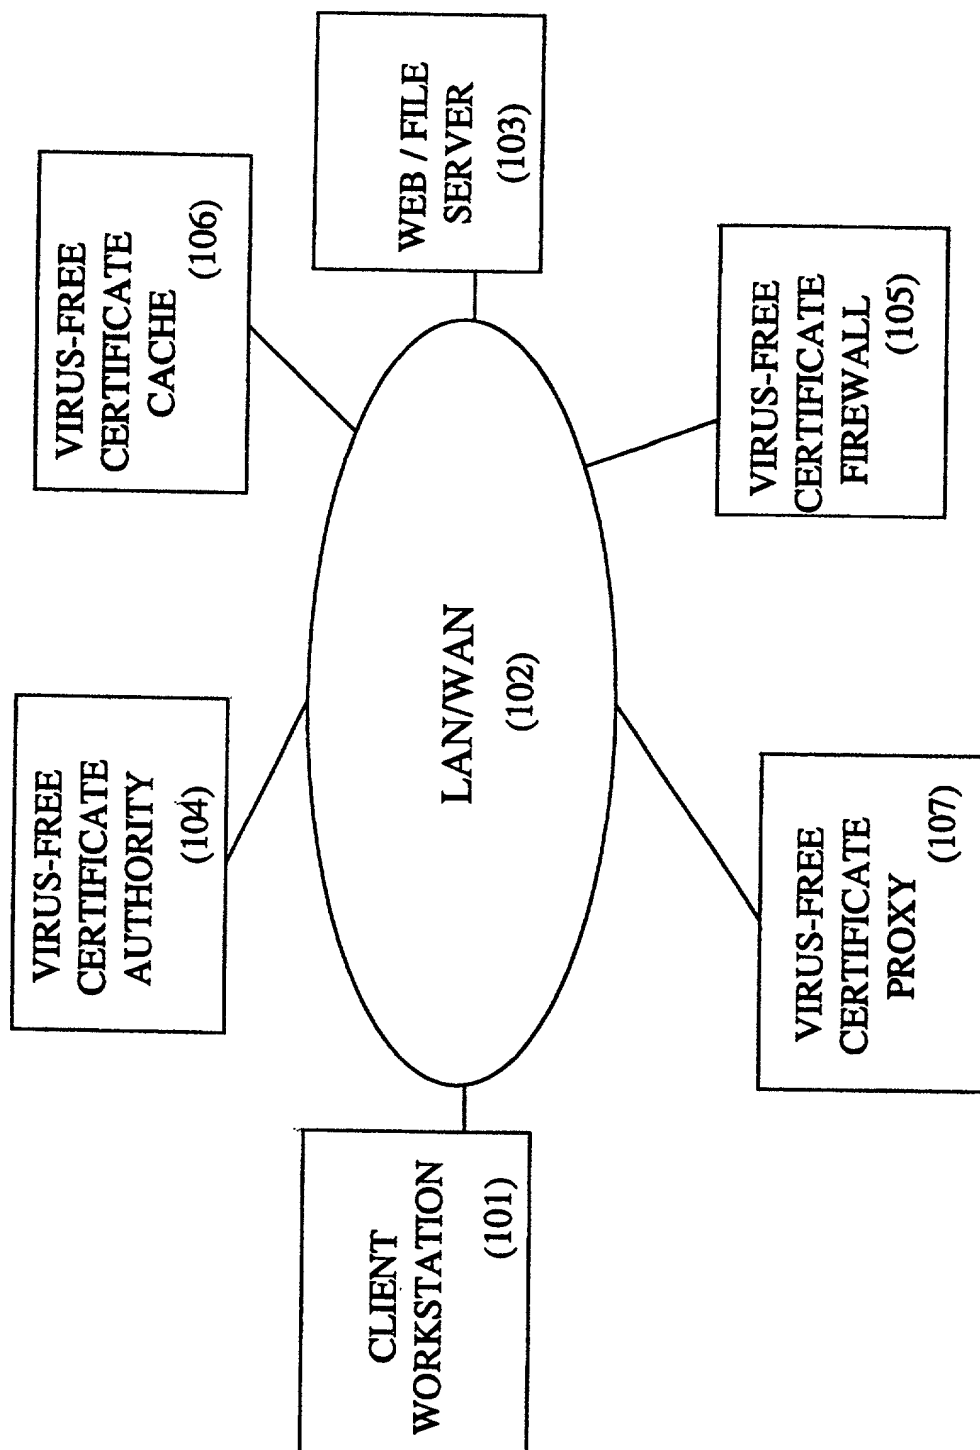 VIRUS-FREE
CERTIFICATE
AUTHORITY
(104)
VIRUS-FREE
CERTIFICATE
CACHE
(106)
CLIENT
WORKSTATION
(101)
LAN/WAN
(102)
WEB / FILE
SERVER
(103)
VIRUS-FREE
CERTIFICATE
PROXY
(107)
VIRUS-FREE
CERTIFICATE
FIREWALL
(105)